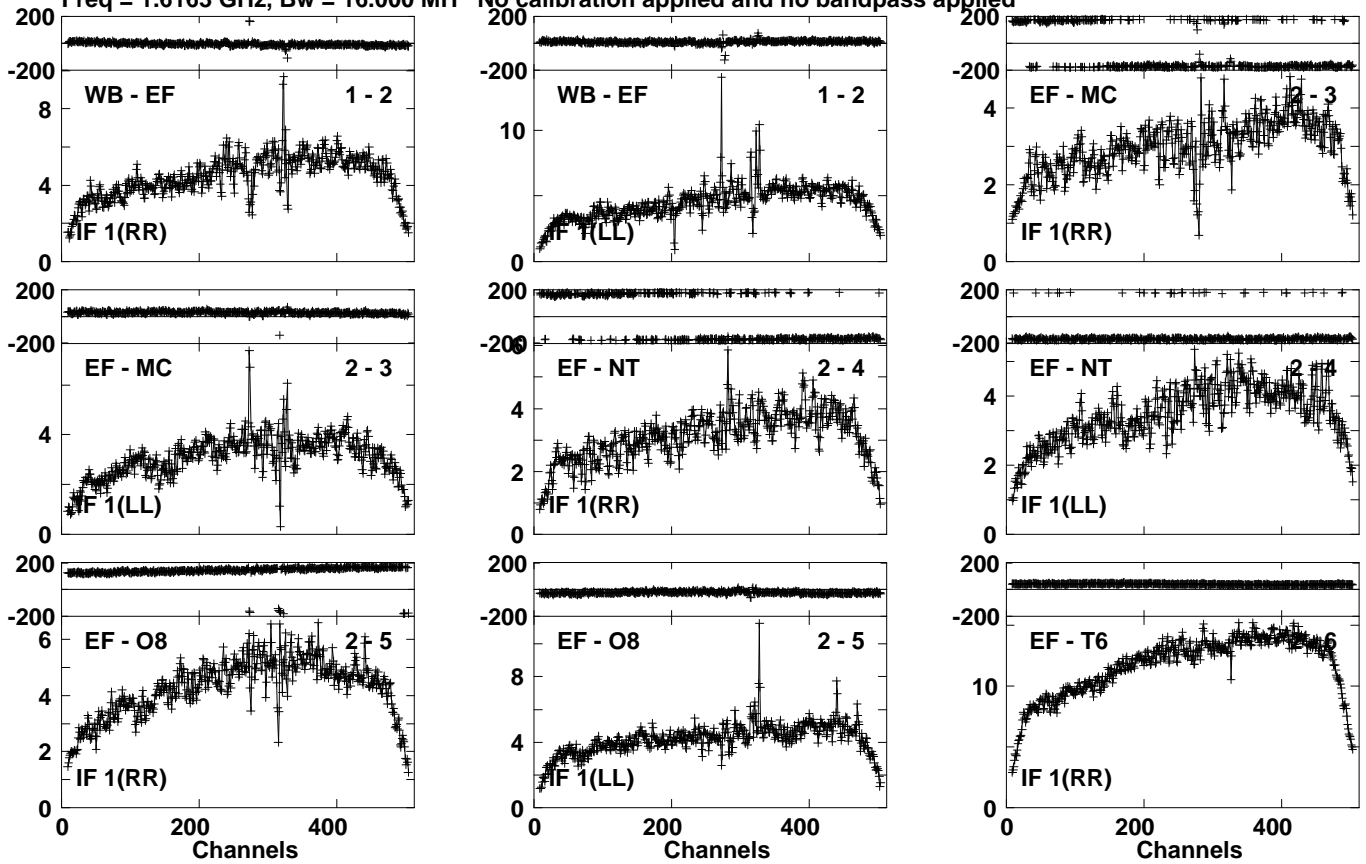 Freq = 1.6163 GHz, Bw = 16.000 MH No calibration applied and no bandpass applied
200
-200
WB - EF 1 - 2
8
4
0
IF 1(RR)
200
-200
WB - EF 1 - 2
10
5
0
IF 1(LL)
200
-200
EF - MC 2 - 3
4
2
0
IF 1(RR)
200
-200
EF - MC 2 - 3
4
0
IF 1(LL)
200
-200
6
EF - NT 2 - 4
4
2
0
IF 1(RR)
200
-200
EF - NT 2 - 4
4
2
0
IF 1(LL)
200
-200
6
EF - O8 2 - 5
4
2
0
IF 1(RR)
0 200 400
Channels
200
-200
EF - O8 2 - 5
8
4
0
IF 1(LL)
0 200 400
Channels
200
-200
EF - T6 2 - 6
10
0
IF 1(RR)
0 200 400
Channels